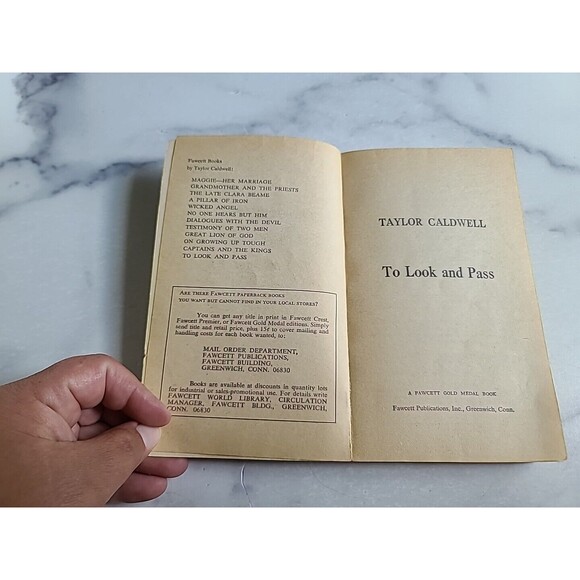 Fawcett Books
by Taylor Caldwell:
MAGGIE—HER MARRIAGE
GRANDMOTHER AND THE PRIESTS
THE LATE CLARA BEAME
A PILLAR OF IRON
WICKED ANGEL
NO ONE HEARS BUT HIM
DIALOGUES WITH THE DEVIL
TESTIMONY OF TWO MEN
GREAT LION OF GOD
ON GROWING UP TOUGH
CAPTAINS AND THE KINGS
TO LOOK AND PASS
ARE THERE FAWCETT PAPERBACK BOOKS
YOU WANT BUT CANNOT FIND IN YOUR LOCAL STORES?
You can get any title in print in Fawcett Crest,
Fawcett Premier, or Fawcett Gold Medal editions. Simply
send title and retail price, plus 15¢ to cover mailing and
handling costs for each book wanted, to:
MAIL ORDER DEPARTMENT,
FAWCETT PUBLICATIONS,
FAWCETT BUILDING,
GREENWICH, CONN. 06830
Books are available at discounts in quantity lots
for industrial or sales-promotional use. For details write
FAWCETT WORLD LIBRARY, CIRCULATION
MANAGER, FAWCETT BLDG., GREENWICH,
CONN. 06830
TAYLOR CALDWELL
To Look and Pass
A FAWCETT GOLD MEDAL BOOK
Fawcett Publications, Inc., Greenwich, Conn.